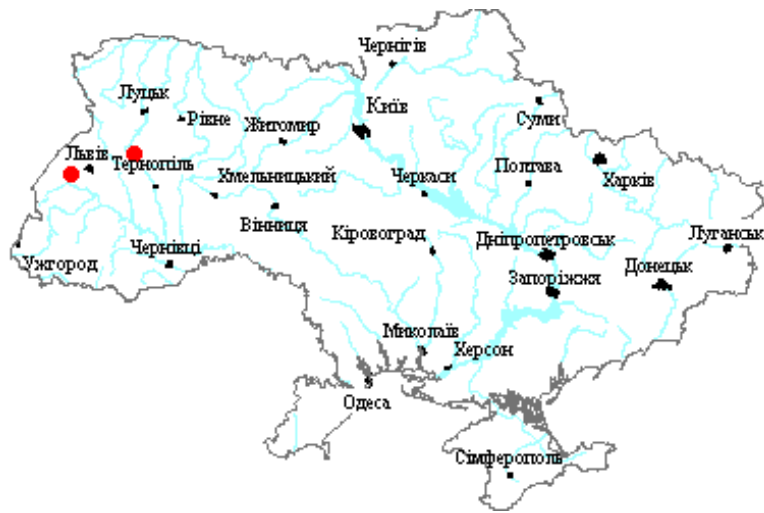 Чернігів
Луцьк
Київ
Рівне
Суми
Житомир
Львів
Тернопіль
Хмельницький
Полтава
Харків
Черкаси
Вінниця
Кіровоград
Дніпропетровськ
Луганськ
Чернівці
Ужгород
Донецьк
Запоріжжя
Миколаїв
Херсон
Одеса
Сімферополь